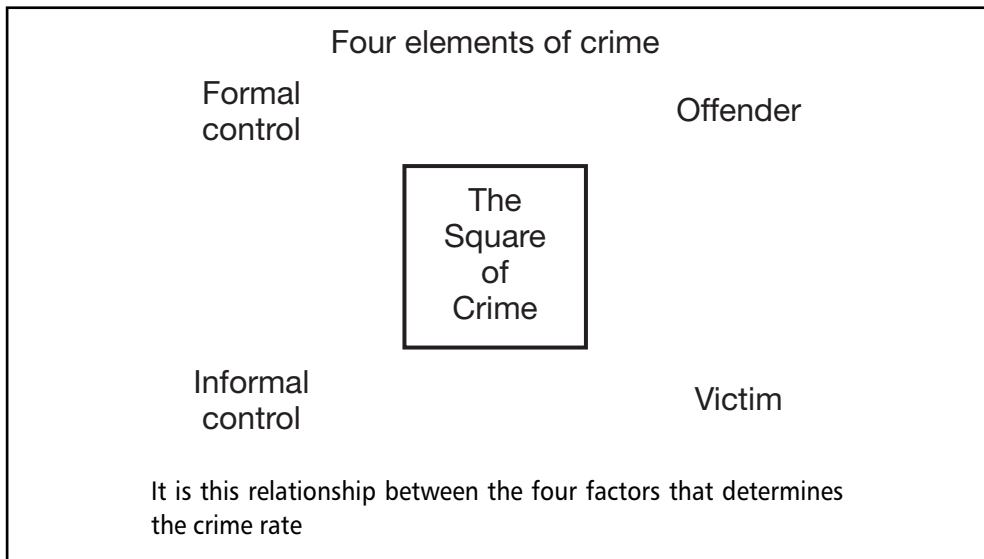 Four elements of crime
Formal
control
Offender
The
Square
of
Crime
Informal
control
Victim
It is this relationship between the four factors that determines
the crime rate